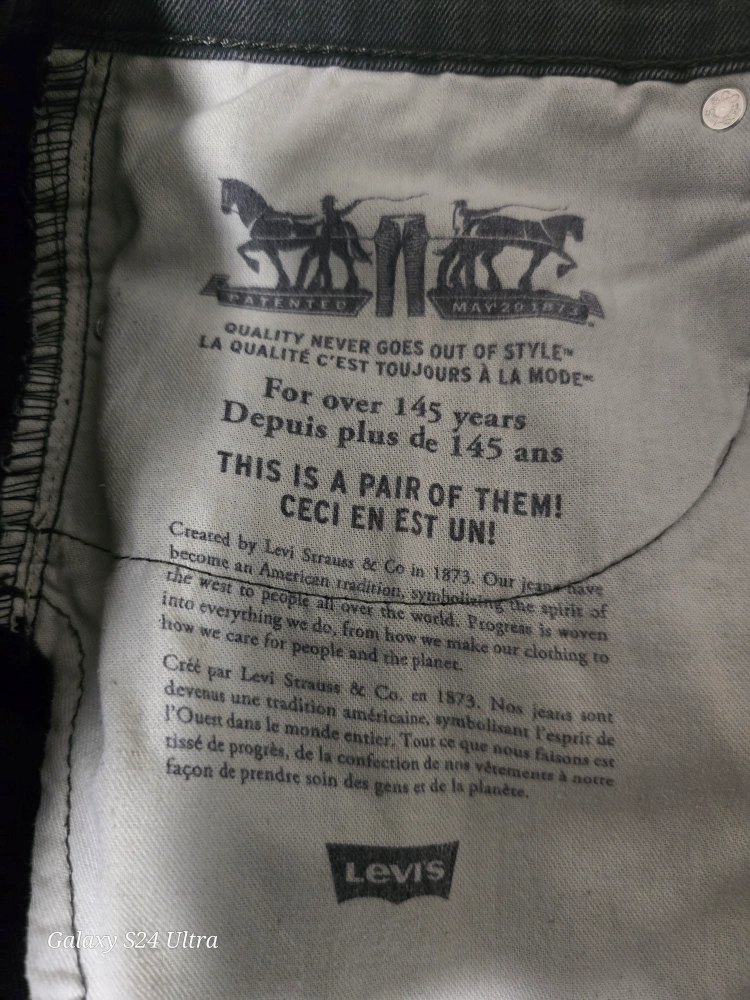 PATENTED MAY 20 1873
QUALITY NEVER GOES OUT OF STYLE™
LA QUALITÉ C'EST TOUJOURS À LA MODE™
For over 145 years
Depuis plus de 145 ans
THIS IS A PAIR OF THEM!
CECI EN EST UN!
Created by Levi Strauss & Co in 1873. Our jeans have
become an American tradition, symbolizing the spirit of
the west to people all over the world. Progress is woven
into everything we do, from how we make our clothing to
how we care for people and the planet.
Créé par Levi Strauss & Co. en 1873. Nos jeans sont
devenus une tradition américaine, symbolisant l'esprit de
l'Ouest dans le monde entier. Tout ce que nous faisons est
tissé de progrès, de la confection de nos vêtements à notre
façon de prendre soin des gens et de la planète.
Levi's
Galaxy S24 Ultra